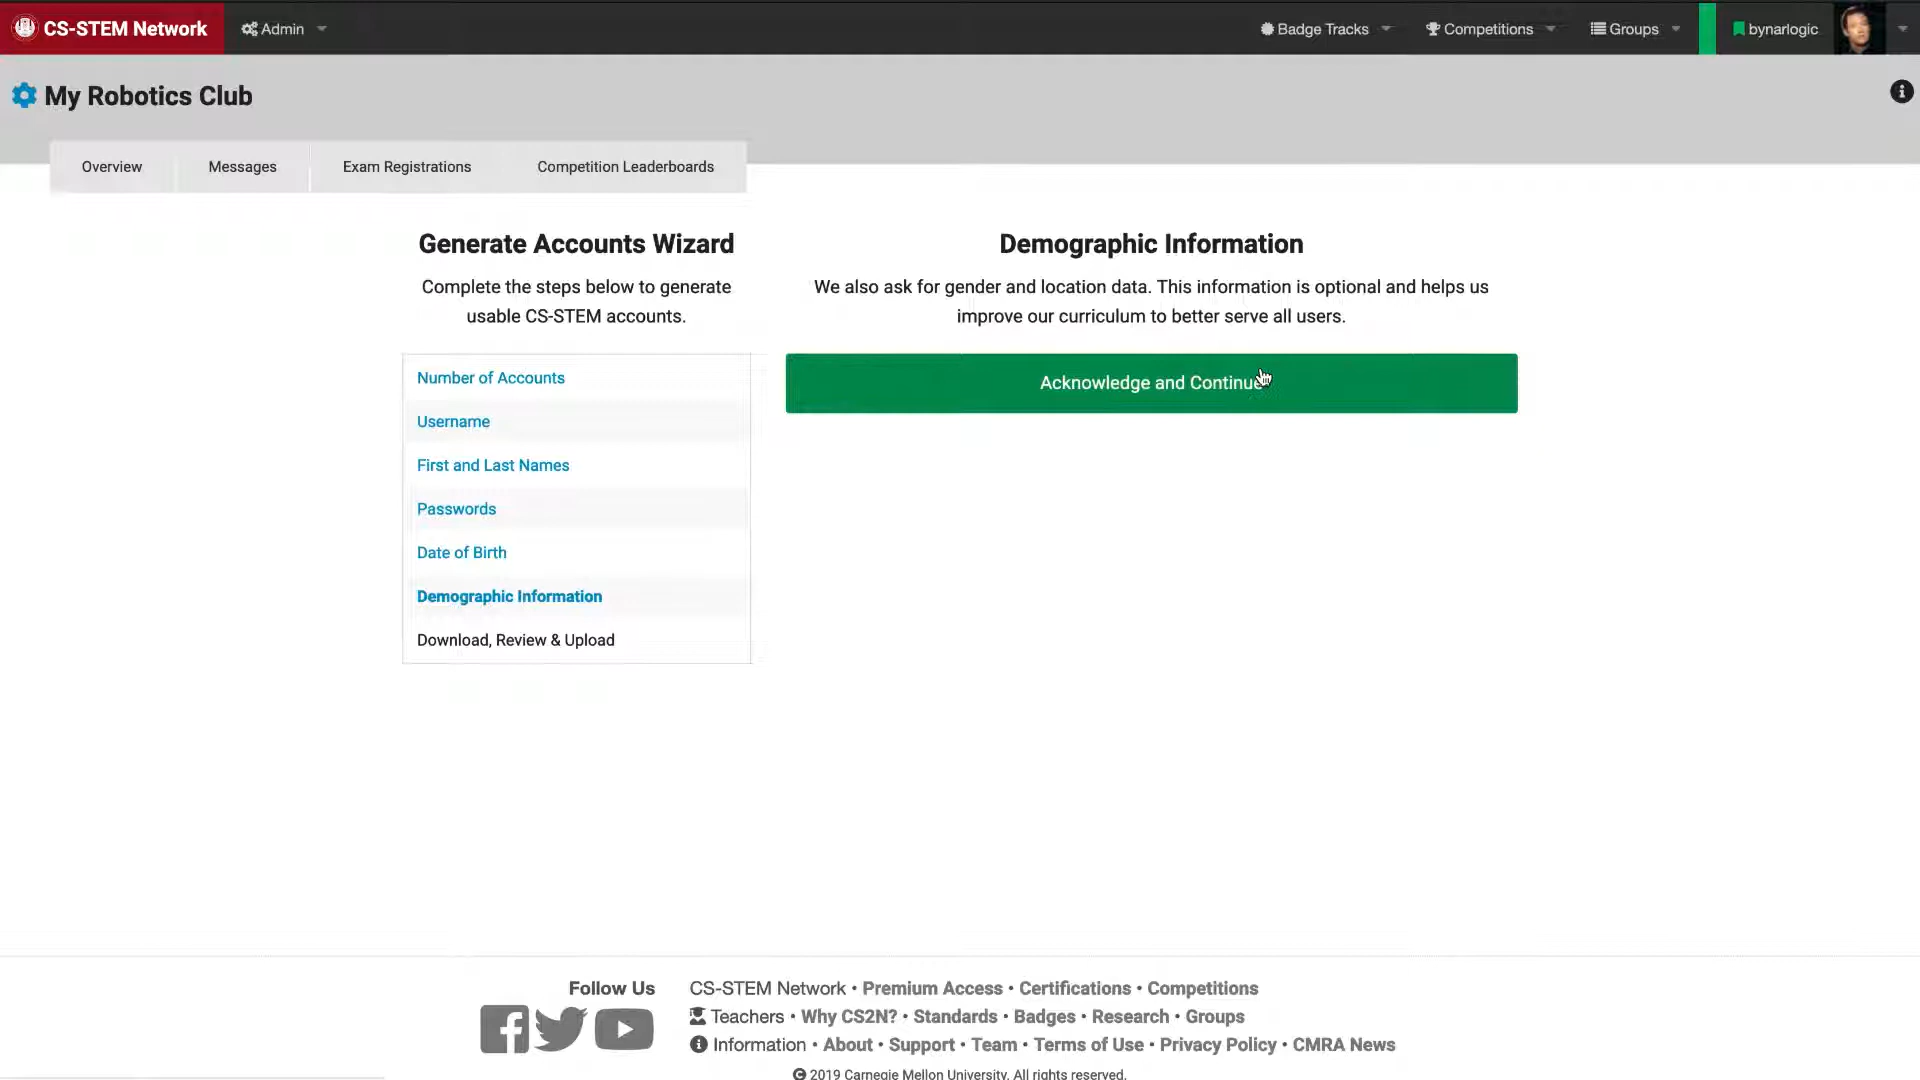 CS-STEM Network
Admin
Badge Tracks
Competitions
Groups
bynarlogic
My Robotics Club
Overview
Messages
Exam Registrations
Competition Leaderboards
Generate Accounts Wizard
Complete the steps below to generate
usable CS-STEM accounts.
Number of Accounts
Username
First and Last Names
Passwords
Date of Birth
Demographic Information
Download, Review & Upload
Demographic Information
We also ask for gender and location data. This information is optional and helps us
improve our curriculum to better serve all users.
Acknowledge and Continue
Follow Us
CS-STEM Network • Premium Access • Certifications • Competitions
Teachers • Why CS2N? • Standards • Badges • Research • Groups
Information • About • Support • Team • Terms of Use • Privacy Policy • CMRA News
© 2019 Carnegie Mellon University. All rights reserved.